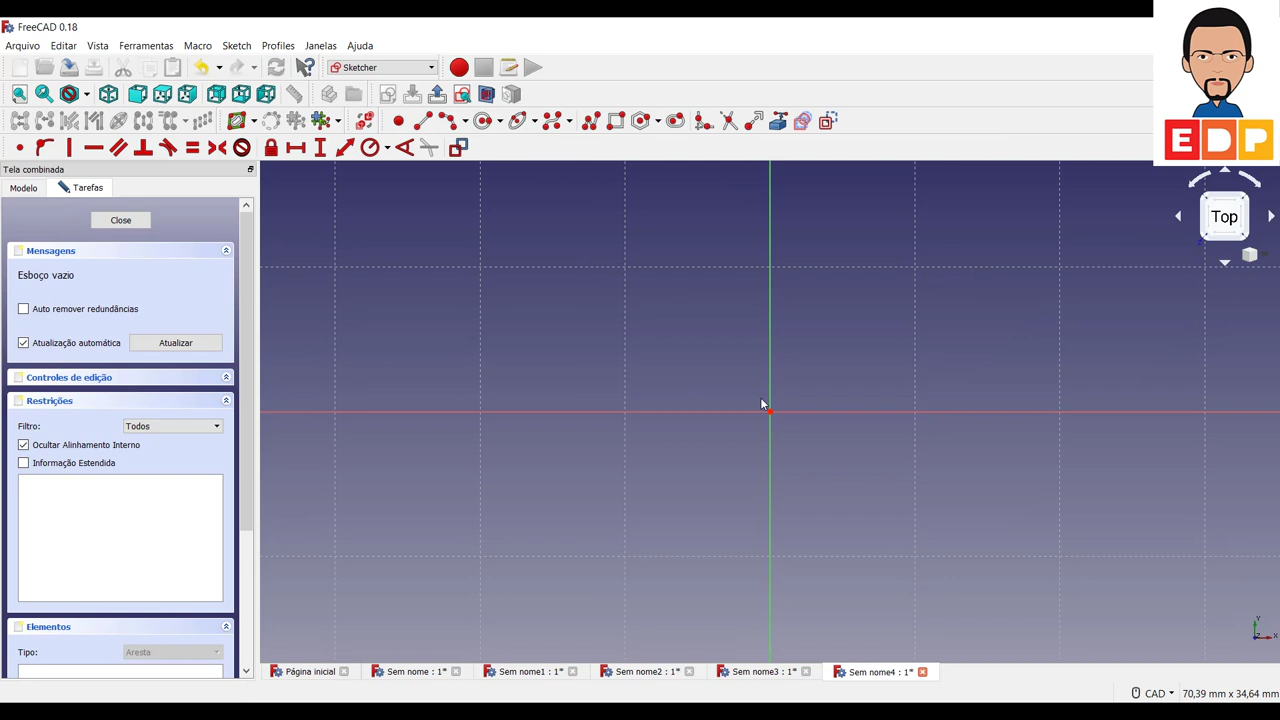 FreeCAD 0.18
Arquivo Editar Vista Ferramentas Macro Sketch Profiles Janelas Ajuda
Sketcher
EDP
Tela combinada
Modelo Tarefas
Close
Top
Mensagens
Esboço vazio
Auto remover redundâncias
Atualização automática Atualizar
Controles de edição
Restrições
Filtro: Todos
Ocultar Alinhamento Interno
Informação Estendida
Elementos
Tipo: Aresta
Y
Z X
Página inicial Sem nome : 1* Sem nome1 : 1* Sem nome2 : 1* Sem nome3 : 1* Sem nome4 : 1*
CAD 70,39 mm x 34,64 mm